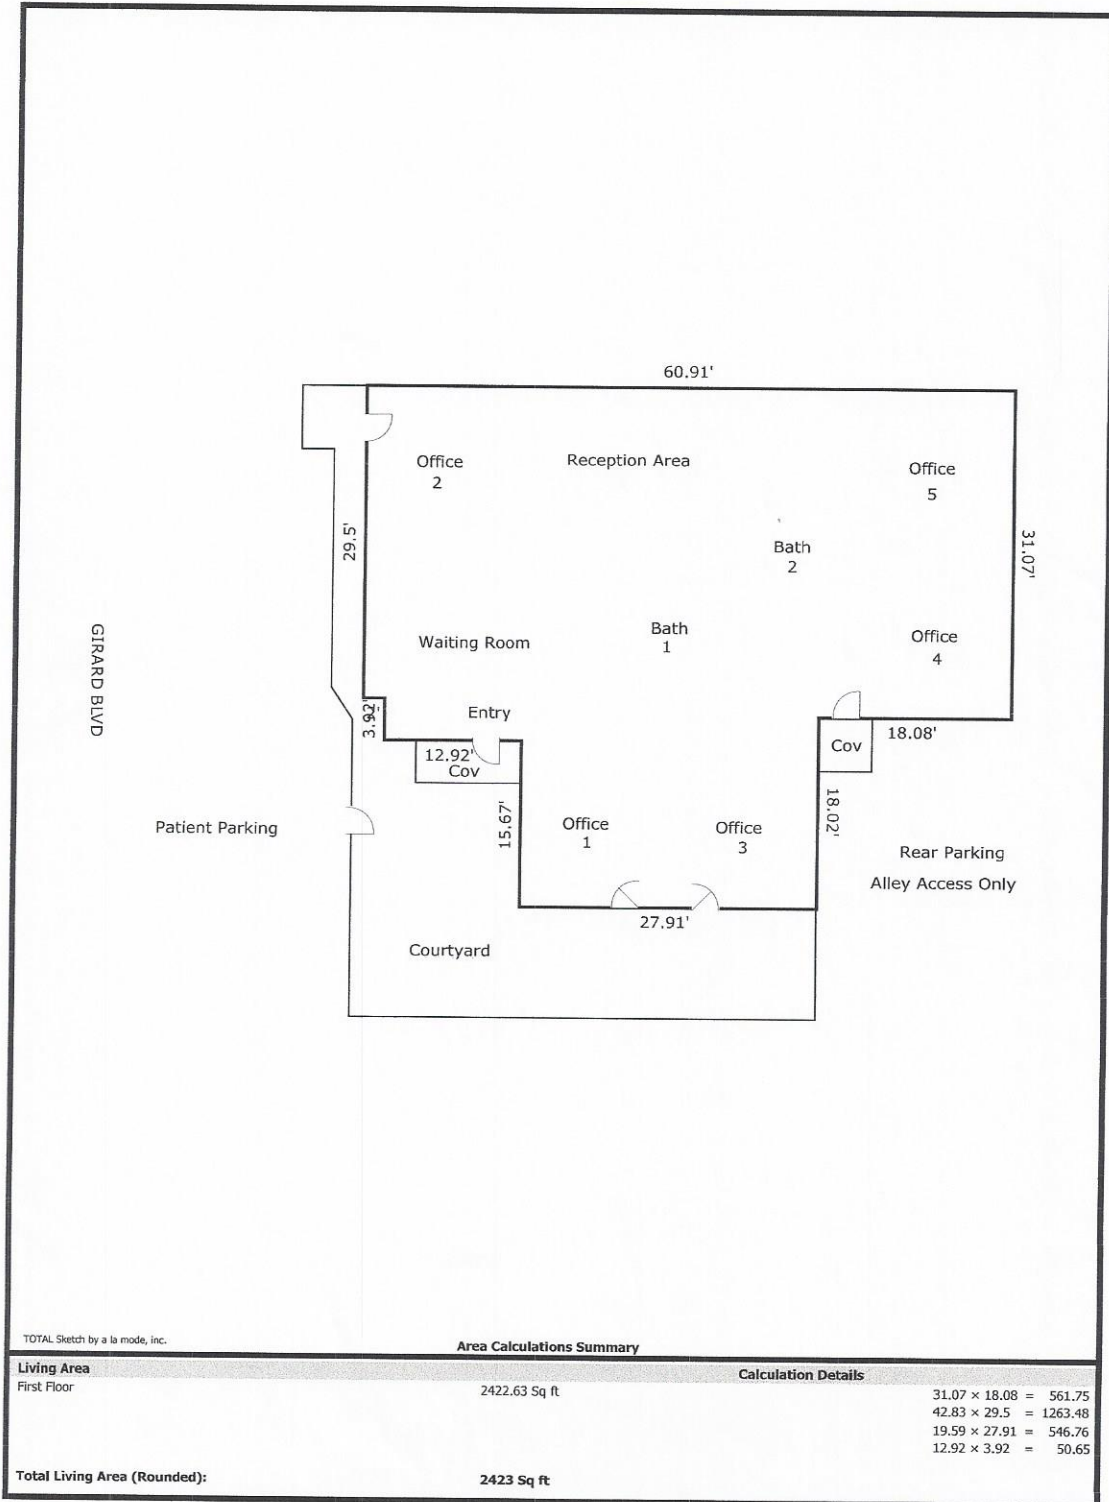 60.91'
Office
2
Reception Area
Office
5
29.5'
31.07'
Bath
2
GIRARD BLVD
Waiting Room
Bath
1
Office
4
3.92'
Entry
12.92'
Cov
Cov
18.08'
Patient Parking
15.67'
Office
1
Office
3
18.02'
Rear Parking
Alley Access Only
27.91'
Courtyard
TOTAL Sketch by a la mode, inc.
Area Calculations Summary
Living Area
Calculation Details
First Floor
2422.63 Sq ft
31.07 × 18.08 = 561.75
42.83 × 29.5 = 1263.48
19.59 × 27.91 = 546.76
12.92 × 3.92 = 50.65
Total Living Area (Rounded):
2423 Sq ft